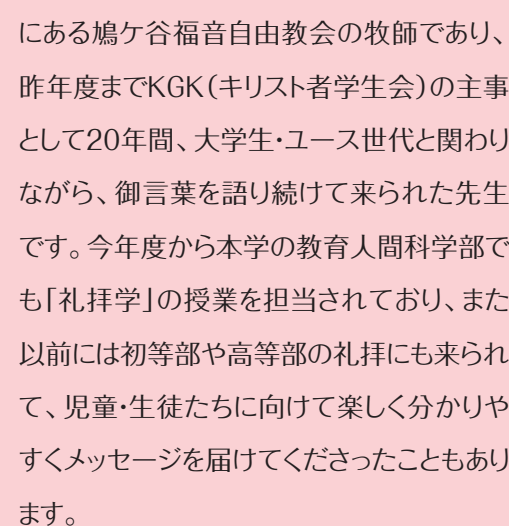 にある鳩ケ谷福音自由教会の牧師であり、
昨年度までKGK（キリスト者学生会）の主事
として20年間、大学生・ユース世代と関わり
ながら、御言葉を語り続けて来られた先生
です。今年度から本学の教育人間科学部で
も「礼拝学」の授業を担当されており、また
以前には初等部や高等部の礼拝にも来られ
て、児童・生徒たちに向けて楽しく分かりや
すくメッセージを届けてくださったこともあり
ます。